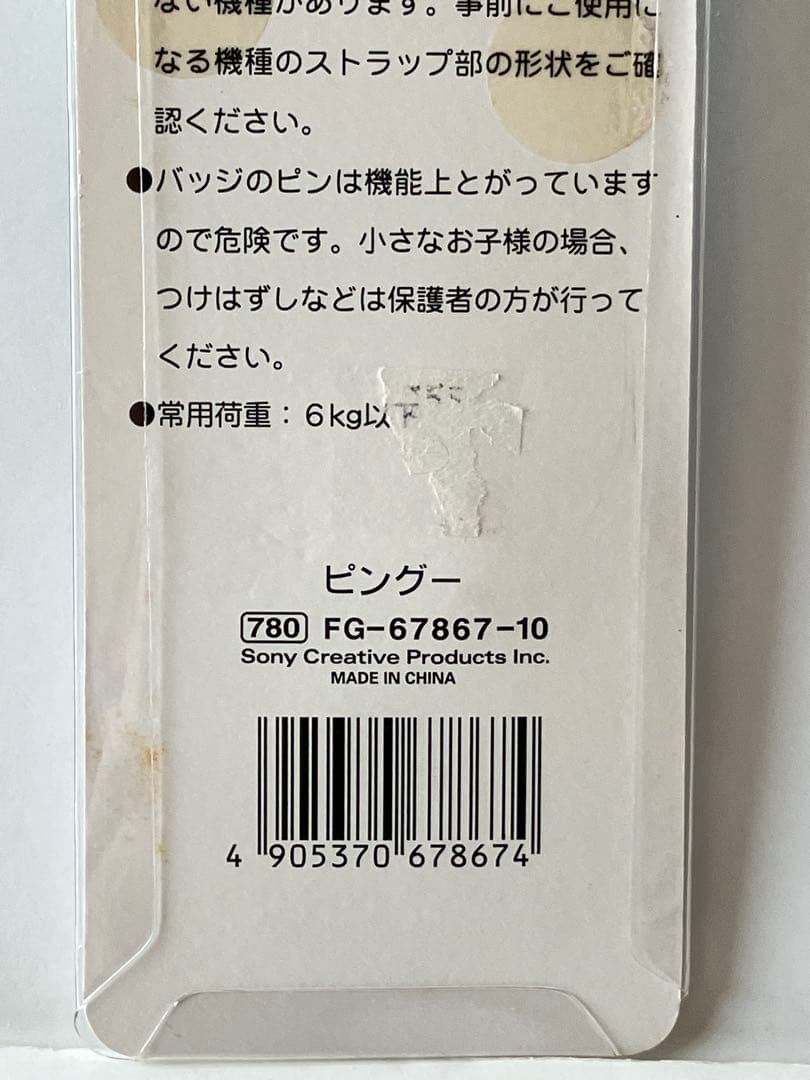 ない機種があります。事前にご使用に
なる機種のストラップ部の形状をご確
認ください。
●バッジのピンは機能上とがっています
ので危険です。小さなお子様の場合、
つけはずしなどは保護者の方が行って
ください。
●常用荷重：6kg以下
ピングー
780 FG-67867-10
Sony Creative Products Inc.
MADE IN CHINA
4 905370 678674